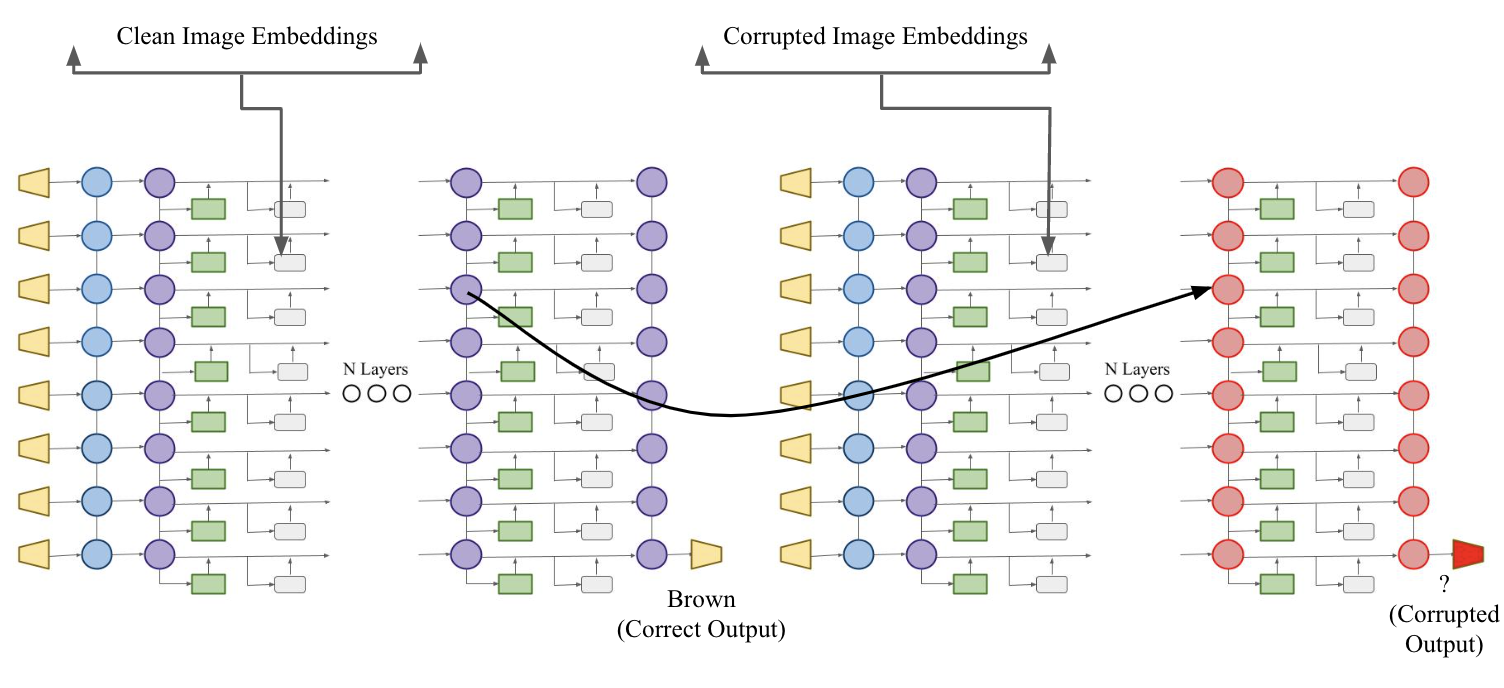 Clean Image Embeddings
Corrupted Image Embeddings
N Layers
N Layers
Brown
(Correct Output)
?
(Corrupted
Output)